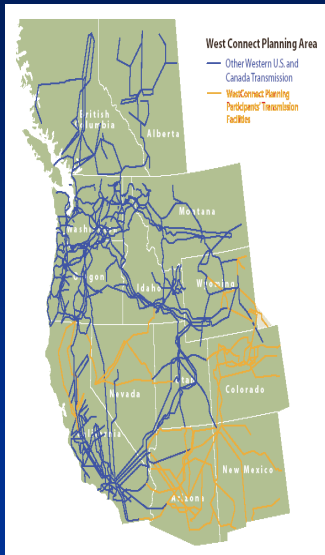 West Connect Planning Area
Other Western U.S. and
Canada Transmission
WestConnect Planning
Participants' Transmission
Facilities
British
Columbia
Alberta
Montana
Idaho
Wyoming
Nevada
Colorado
Arizona
New Mexico